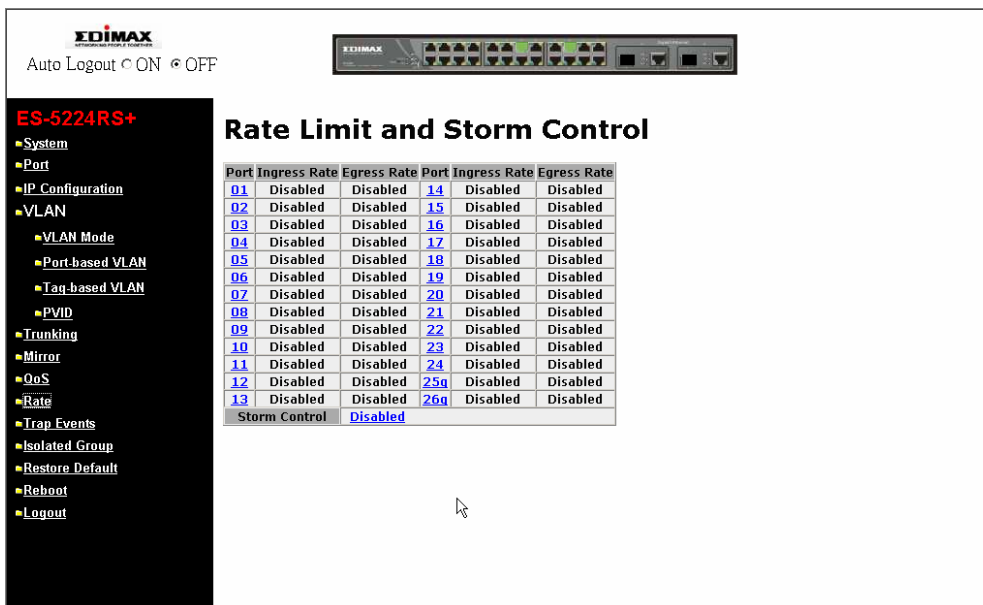 EDIMAX
NETWORKING PEOPLE TOGETHER
Auto Logout ON OFF
EDIMAX
ES-5224RS+
System
Port
IP Configuration
VLAN
VLAN Mode
Port-based VLAN
Tag-based VLAN
PVID
Trunking
Mirror
QoS
Rate
Trap Events
Isolated Group
Restore Default
Reboot
Logout
Rate Limit and Storm Control
Port Ingress Rate Egress Rate Port Ingress Rate Egress Rate
01 Disabled Disabled 14 Disabled Disabled
02 Disabled Disabled 15 Disabled Disabled
03 Disabled Disabled 16 Disabled Disabled
04 Disabled Disabled 17 Disabled Disabled
05 Disabled Disabled 18 Disabled Disabled
06 Disabled Disabled 19 Disabled Disabled
07 Disabled Disabled 20 Disabled Disabled
08 Disabled Disabled 21 Disabled Disabled
09 Disabled Disabled 22 Disabled Disabled
10 Disabled Disabled 23 Disabled Disabled
11 Disabled Disabled 24 Disabled Disabled
12 Disabled Disabled 25g Disabled Disabled
13 Disabled Disabled 26g Disabled Disabled
Storm Control Disabled